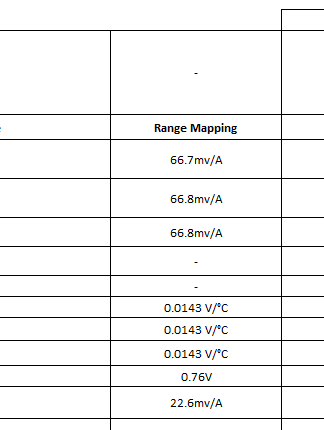 -
Range Mapping
66.7mv/A
66.8mv/A
66.8mv/A
-
-
0.0143 V/°C
0.0143 V/°C
0.0143 V/°C
0.76V
22.6mv/A